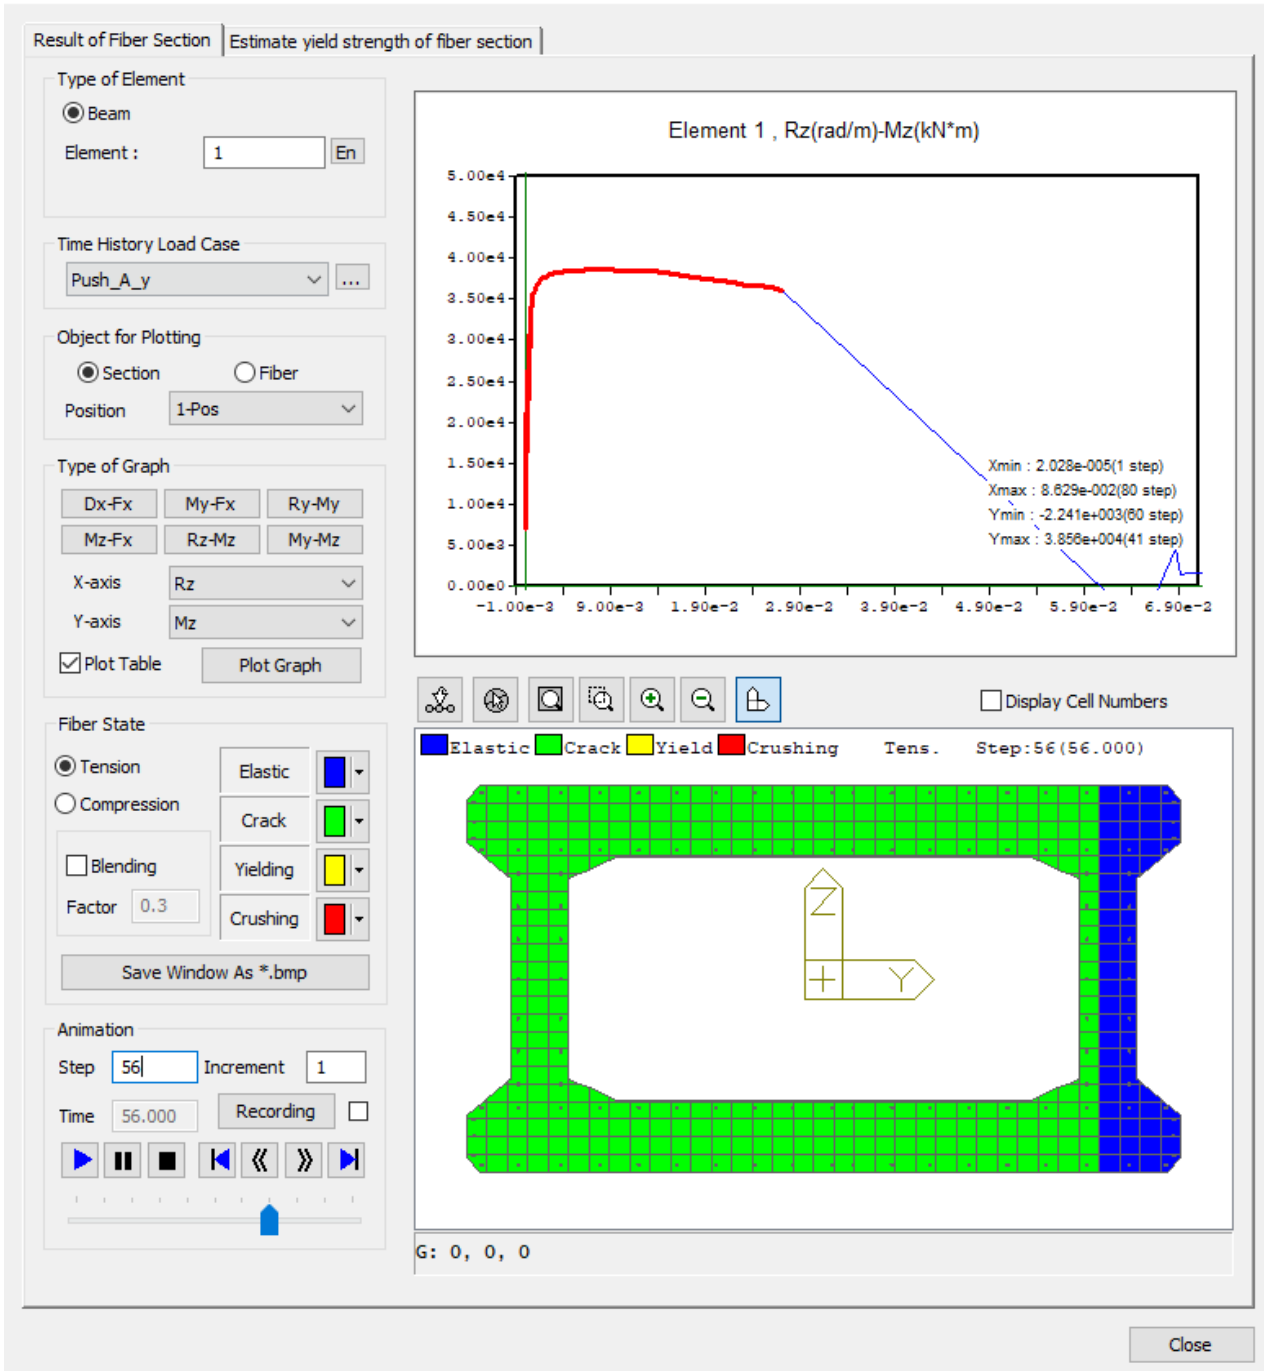 Result of Fiber Section
Estimate yield strength of fiber section
Type of Element
Beam
Element :
1
En
Time History Load Case
Push_A_y
...
Object for Plotting
Section
Fiber
Position
1-Pos
Type of Graph
Dx-Fx
My-Fx
Ry-My
Mz-Fx
Rz-Mz
My-Mz
X-axis
Rz
Y-axis
Mz
Plot Table
Plot Graph
Fiber State
Tension
Compression
Elastic
Crack
Yielding
Crushing
Blending
Factor
0.3
Save Window As *.bmp
Animation
Step
56
Increment
1
Time
56.000
Recording
Element 1 , Rz(rad/m)-Mz(kN*m)
5.00e4
4.50e4
4.00e4
3.50e4
3.00e4
2.50e4
2.00e4
1.50e4
1.00e4
5.00e3
0.00e0
-1.00e-3
9.00e-3
1.90e-2
2.90e-2
3.90e-2
4.90e-2
5.90e-2
6.90e-2
Xmin : 2.028e-005(1 step)
Xmax : 8.629e-002(80 step)
Ymin : -2.241e+003(60 step)
Ymax : 3.856e+004(41 step)
Display Cell Numbers
Elastic Crack Yield Crushing Tens. Step:56(56.000)
Z
Y
G: 0, 0, 0
Close